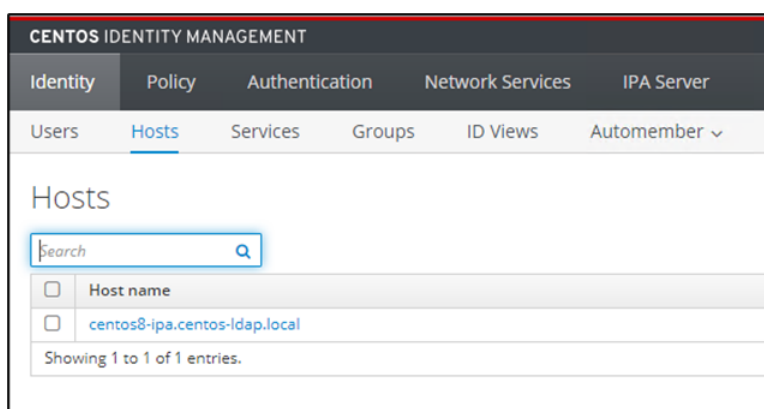 CENTOS IDENTITY MANAGEMENT
Identity Policy Authentication Network Services IPA Server
Users Hosts Services Groups ID Views Automember
Hosts
Search
Host name
centos8-ipa.centos-ldap.local
Showing 1 to 1 of 1 entries.